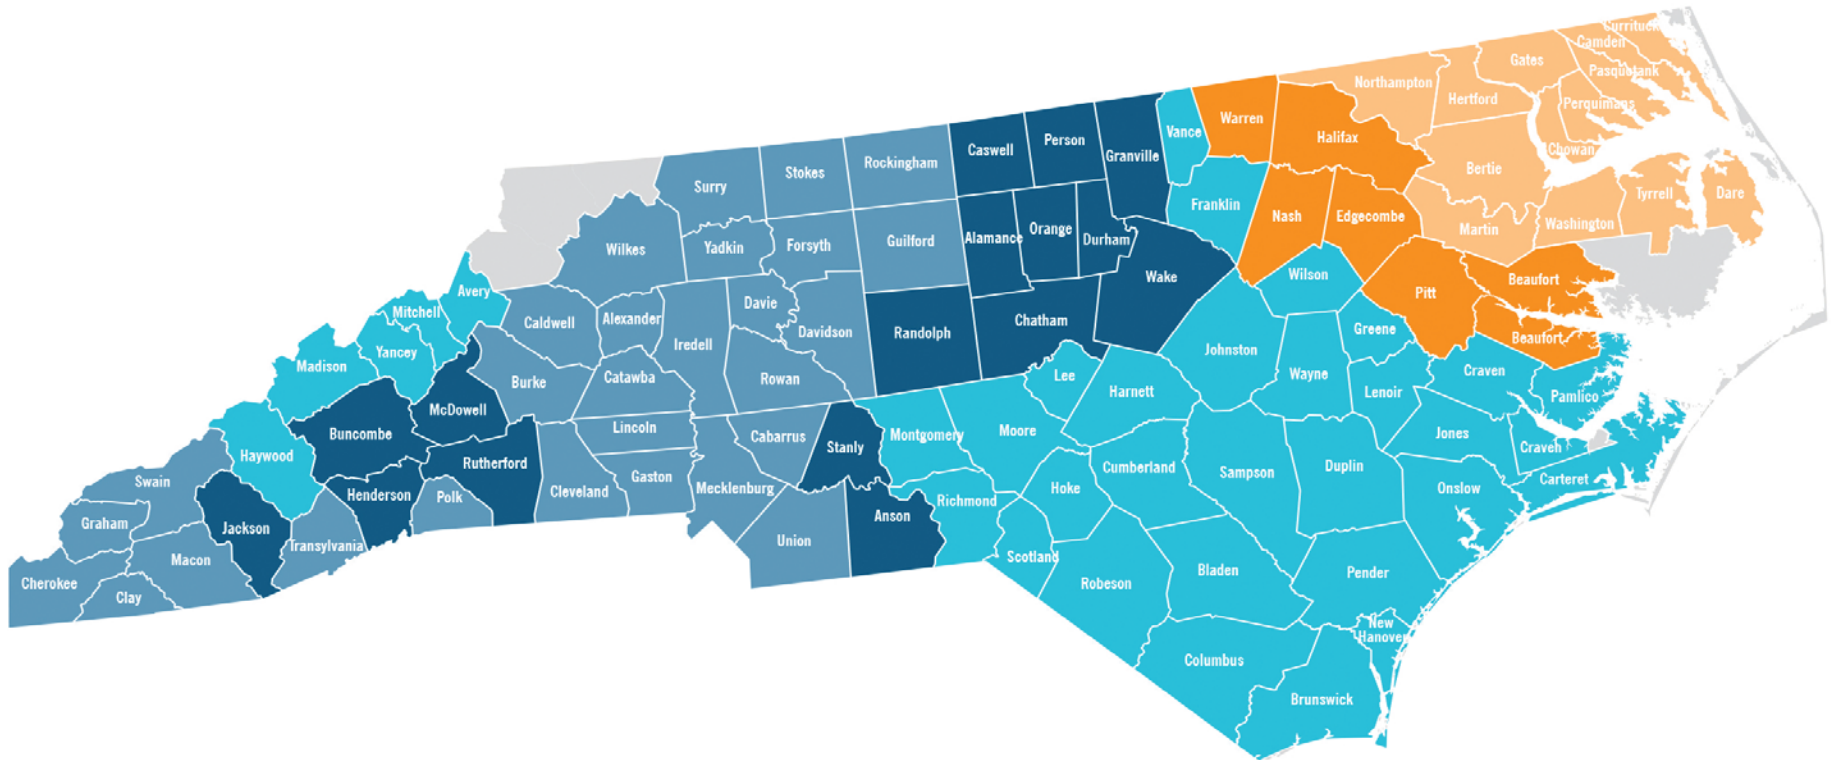 Currituck
Camden
Gates
Pasquotank
Northampton
Hertford
Perquimans
Warren
Vance
Halifax
Person
Caswell
Granville
Chowan
Rockingham
Bertie
Stokes
Surry
Tyrrell
Dare
Franklin
Nash
Edgecombe
Washington
Martin
Orange
Alamance
Durham
Guilford
Forsyth
Yadkin
Wilkes
Wake
Wilson
Beaufort
Pitt
Avery
Davie
Mitchell
Alexander
Caldwell
Chatham
Greene
Davidson
Randolph
Beaufort
Iredell
Johnston
Yancey
Madison
Craven
Wayne
Lee
Catawba
Rowan
Burke
Harnett
Lenoir
Pamlico
McDowell
Lincoln
Moore
Buncombe
Cabarrus
Montgomery
Jones
Stanly
Craven
Haywood
Rutherford
Cumberland
Duplin
Sampson
Gaston
Carteret
Swain
Mecklenburg
Hoke
Onslow
Cleveland
Henderson
Polk
Richmond
Anson
Graham
Jackson
Union
Transylvania
Scotland
Macon
Bladen
Pender
Robeson
Cherokee
Clay
New
Hanover
Columbus
Brunswick